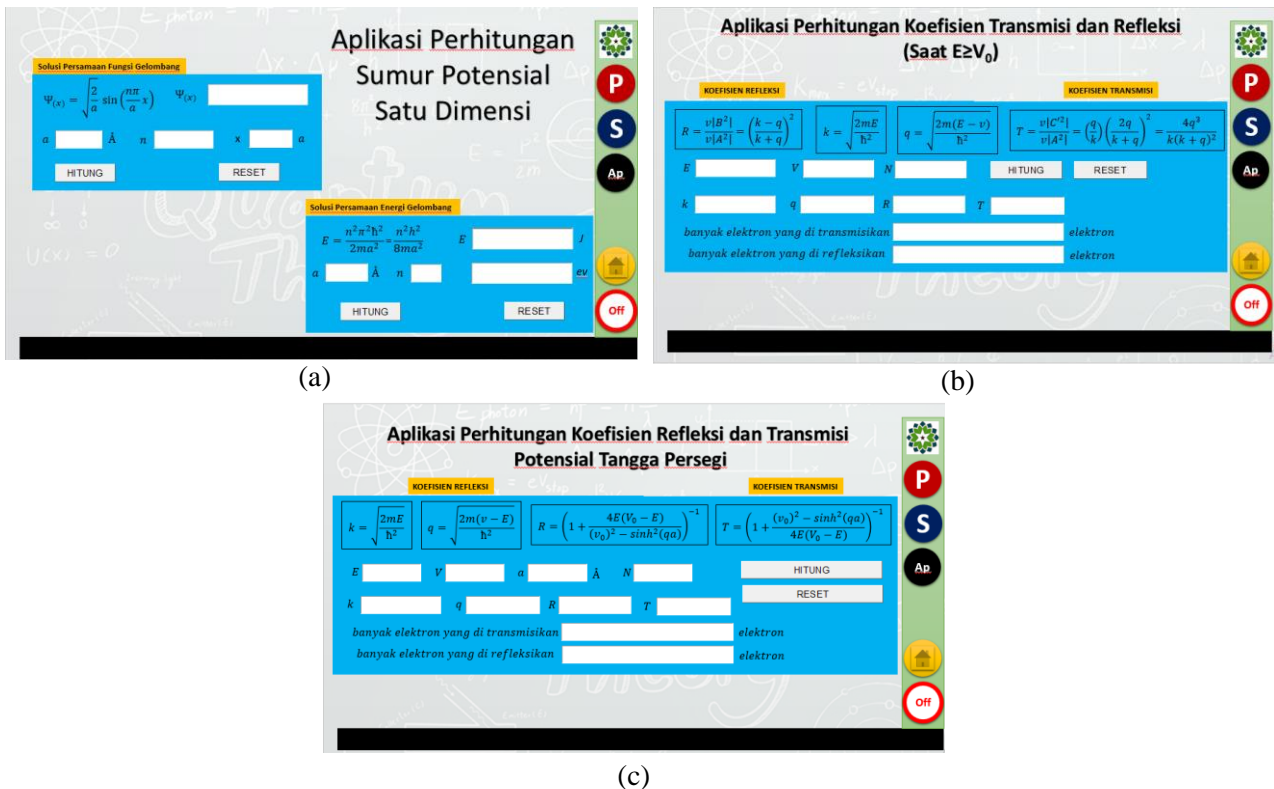 Aplikasi Perhitungan
Sumur Potensial
Satu Dimensi
Solusi Persamaan Fungsi Gelombang
Ψ(x) = √(2/a) sin (nπ/a x) Ψ(x)
a Å n x a
HITUNG RESET
Solusi Persamaan Energi Gelombang
E = n²π²ħ²/2ma² = n²h²/8ma² E J
a Å n ev
HITUNG RESET
P
S
Ap
Off
U(x) = 0
Quantum
Theory
(a)
Aplikasi Perhitungan Koefisien Transmisi dan Refleksi
(Saat E≥V₀)
KOEFISIEN REFLEKSI KOEFISIEN TRANSMISI
R = v|B²|/v|A²| = ((k − q)/(k + q))² k = √(2mE/ħ²) q = √(2m(E − v)/ħ²) T = v|C′²|/v|A²| = (q/k)(2q/(k + q))² = 4q³/k(k + q)²
E V N HITUNG RESET
k q R T
banyak elektron yang di transmisikan elektron
banyak elektron yang di refleksikan elektron
P
S
Ap
Off
(b)
Aplikasi Perhitungan Koefisien Refleksi dan Transmisi
Potensial Tangga Persegi
KOEFISIEN REFLEKSI KOEFISIEN TRANSMISI
k = √(2mE/ħ²) q = √(2m(v − E)/ħ²) R = (1 + 4E(V₀ − E)/((v₀)² − sinh²(qa)))⁻¹ T = (1 + ((v₀)² − sinh²(qa))/4E(V₀ − E))⁻¹
E V a Å N HITUNG
RESET
k q R T
banyak elektron yang di transmisikan elektron
banyak elektron yang di refleksikan elektron
P
S
Ap
Off
(c)